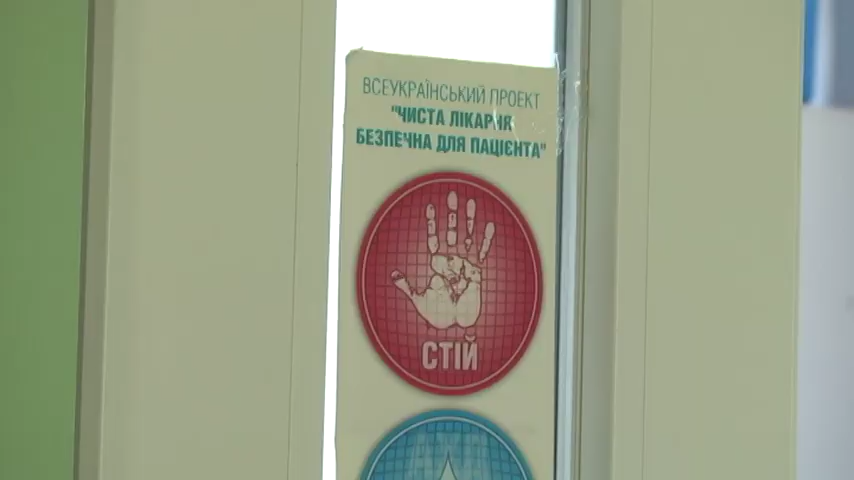 ВСЕУКРАЇНСЬКИЙ ПРОЕКТ
"ЧИСТА ЛІКАРНЯ
БЕЗПЕЧНА ДЛЯ ПАЦІЄНТА"
СТІЙ